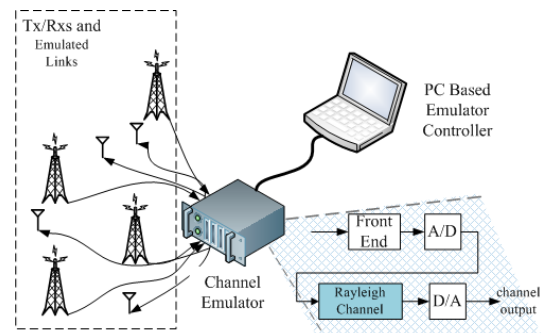 Tx/Rxs and
Emulated
Links
PC Based
Emulator
Controller
Channel
Emulator
Front
End
A/D
Rayleigh
Channel
D/A
channel
output